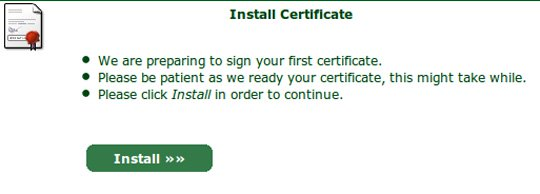 Install Certificate
We are preparing to sign your first certificate.
Please be patient as we ready your certificate, this might take while.
Please click Install in order to continue.
Install »»